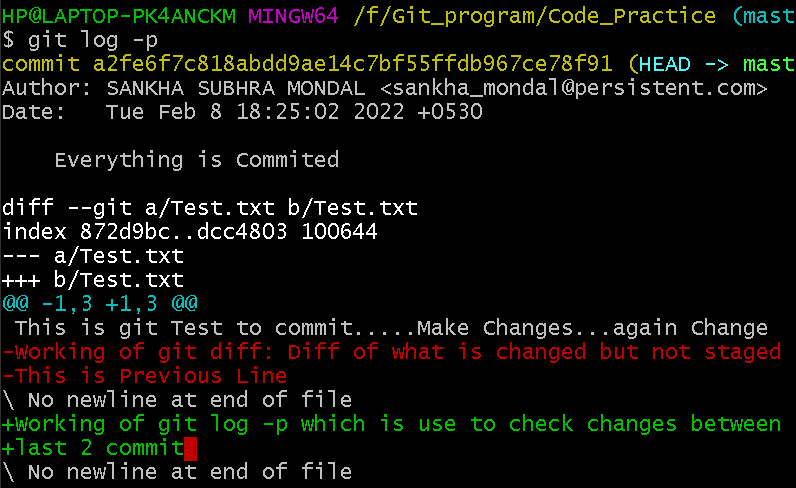 HP@LAPTOP-PK4ANCKM MINGW64 /f/Git_program/Code_Practice (mast
$ git log -p
commit a2fe6f7c818abdd9ae14c7bf55ffdb967ce78f91 (HEAD -> mast
Author: SANKHA SUBHRA MONDAL <sankha_mondal@persistent.com>
Date:   Tue Feb 8 18:25:02 2022 +0530

    Everything is Commited

diff --git a/Test.txt b/Test.txt
index 872d9bc..dcc4803 100644
--- a/Test.txt
+++ b/Test.txt
@@ -1,3 +1,3 @@
 This is git Test to commit.....Make Changes...again Change
-Working of git diff: Diff of what is changed but not staged
-This is Previous Line
\ No newline at end of file
+Working of git log -p which is use to check changes between
+last 2 commit
\ No newline at end of file